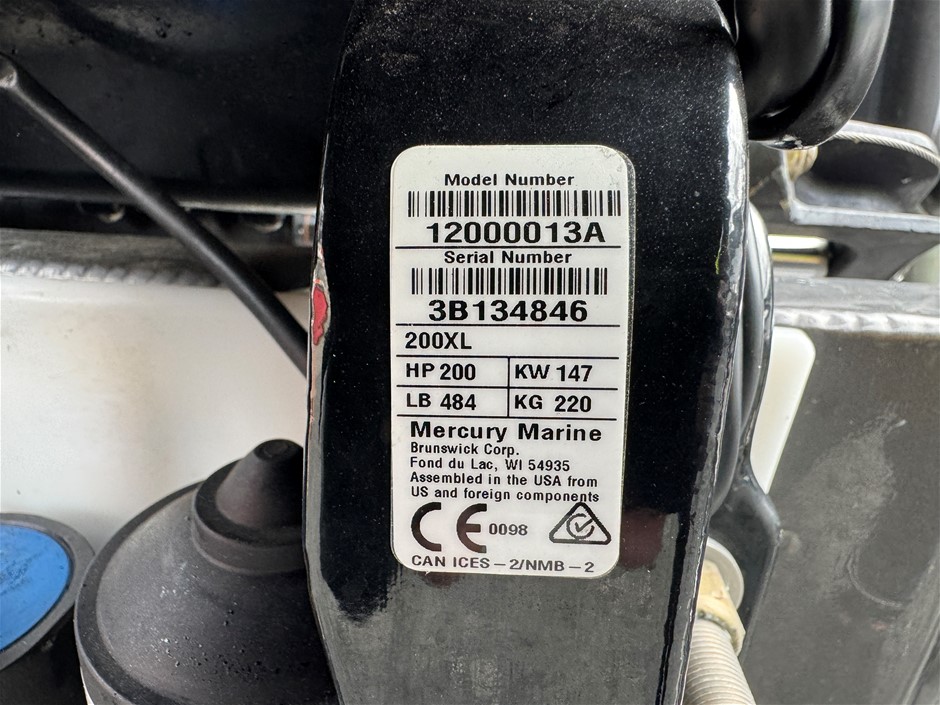 Model Number
12000013A
Serial Number
3B134846
200XL
HP 200 KW 147
LB 484 KG 220
Mercury Marine
Brunswick Corp.
Fond du Lac, WI 54935
Assembled in the USA from
US and foreign components
CE 0098
CAN ICES-2/NMB-2